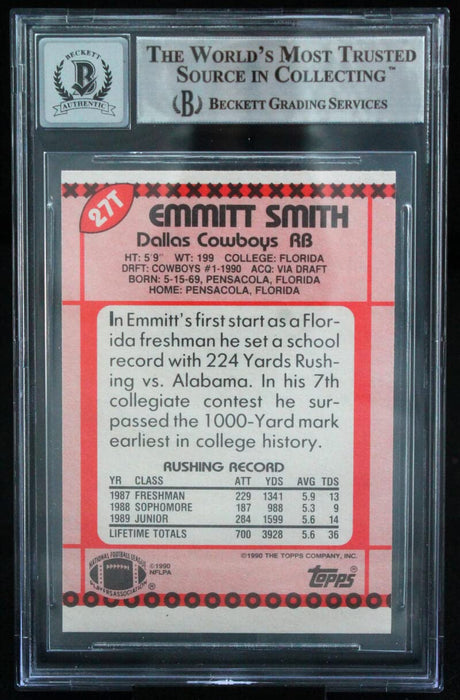 BECKETT
B
AUTHENTIC
THE WORLD'S MOST TRUSTED
SOURCE IN COLLECTING™
B BECKETT GRADING SERVICES
27T
EMMITT SMITH
Dallas Cowboys RB
HT: 5'9" WT: 199 COLLEGE: FLORIDA
DRFT: COWBOYS #1-1990 ACQ: VIA DRAFT
BORN: 5-15-69, PENSACOLA, FLORIDA
HOME: PENSACOLA, FLORIDA
In Emmitt's first start as a Flor-
ida freshman he set a school
record with 224 Yards Rush-
ing vs. Alabama. In his 7th
collegiate contest he sur-
passed the 1000-Yard mark
earliest in college history.
RUSHING RECORD
YR CLASS ATT YDS AVG TDS
1987 FRESHMAN 229 1341 5.9 13
1988 SOPHOMORE 187 988 5.3 9
1989 JUNIOR 284 1599 5.6 14
LIFETIME TOTALS 700 3928 5.6 36
©1990 THE TOPPS COMPANY, INC.
NATIONAL FOOTBALL LEAGUE
PLAYERS ASSOCIATION
©1990
NFLPA
topps